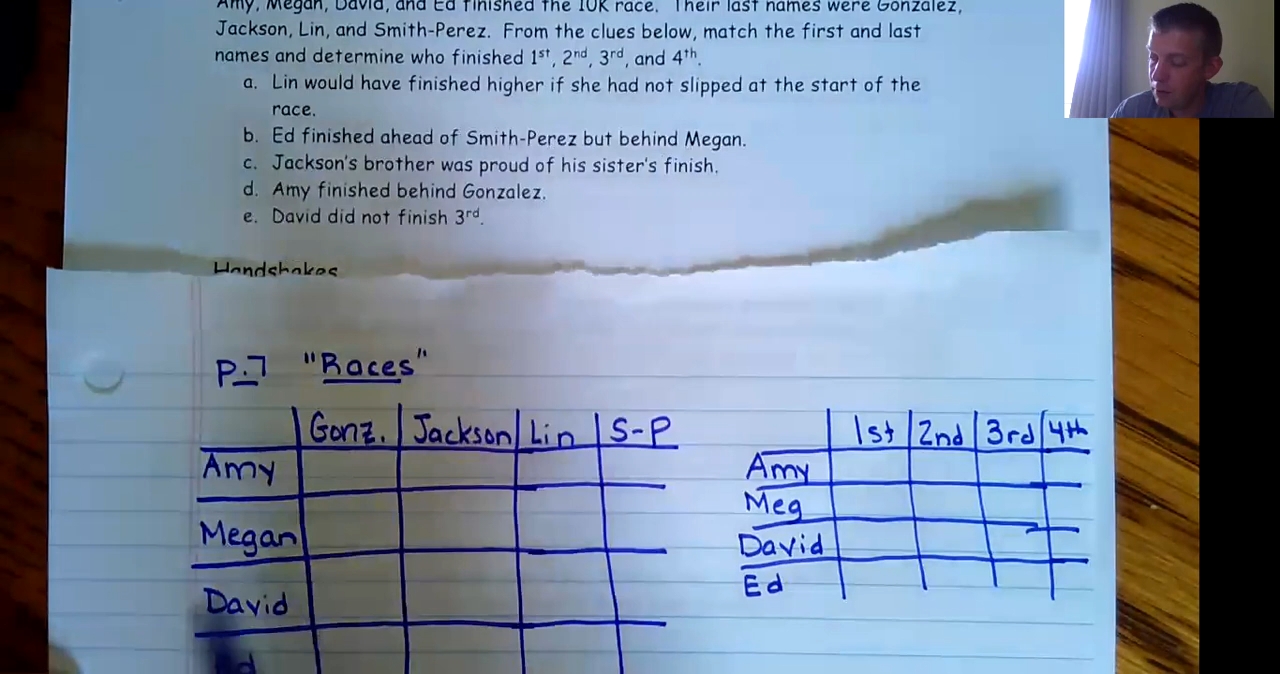 Amy, Megan, David, and Ed finished the 10K race. Their last names were Gonzalez,
Jackson, Lin, and Smith-Perez. From the clues below, match the first and last
names and determine who finished 1st, 2nd, 3rd, and 4th.
a. Lin would have finished higher if she had not slipped at the start of the
race.
b. Ed finished ahead of Smith-Perez but behind Megan.
c. Jackson's brother was proud of his sister's finish.
d. Amy finished behind Gonzalez.
e. David did not finish 3rd.
Handshakes
P.7 "Races"
Gonz. Jackson Lin S-P
Amy
Megan
David
Ed
1st 2nd 3rd 4th
Amy
Meg
David
Ed